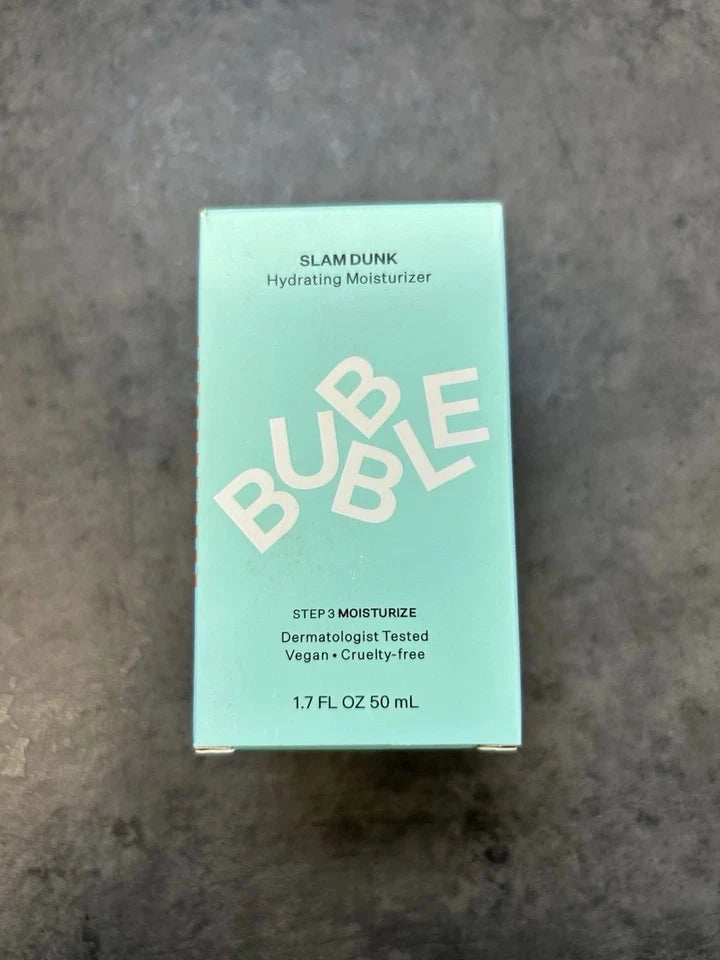 SLAM DUNK
Hydrating Moisturizer
BUBBLE
STEP 3 MOISTURIZE
Dermatologist Tested
Vegan • Cruelty-free
1.7 FL OZ 50 mL